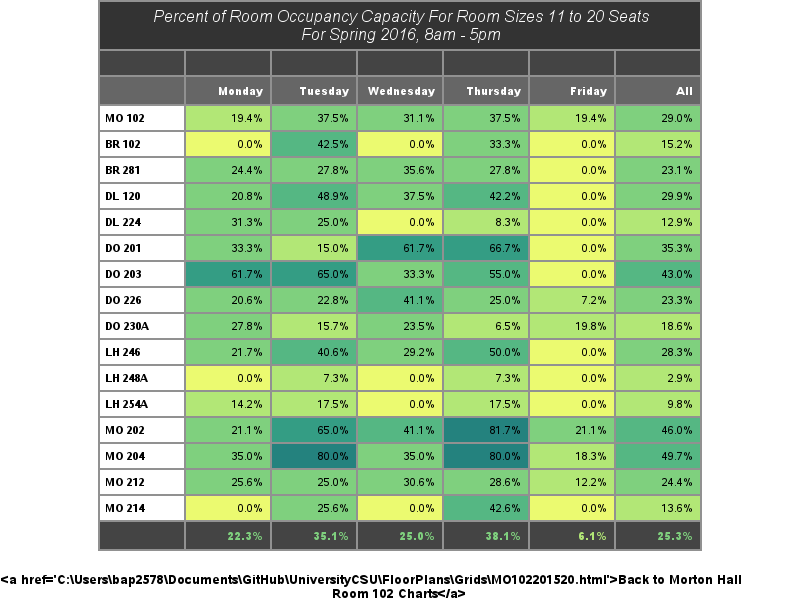 Percent of Room Occupancy Capacity For Room Sizes 11 to 20 Seats
For Spring 2016, 8am - 5pm
Monday Tuesday Wednesday Thursday Friday All
MO 102 19.4% 37.5% 31.1% 37.5% 19.4% 29.0%
BR 102 0.0% 42.5% 0.0% 33.3% 0.0% 15.2%
BR 281 24.4% 27.8% 35.6% 27.8% 0.0% 23.1%
DL 120 20.8% 48.9% 37.5% 42.2% 0.0% 29.9%
DL 224 31.3% 25.0% 0.0% 8.3% 0.0% 12.9%
DO 201 33.3% 15.0% 61.7% 66.7% 0.0% 35.3%
DO 203 61.7% 65.0% 33.3% 55.0% 0.0% 43.0%
DO 226 20.6% 22.8% 41.1% 25.0% 7.2% 23.3%
DO 230A 27.8% 15.7% 23.5% 6.5% 19.8% 18.6%
LH 246 21.7% 40.6% 29.2% 50.0% 0.0% 28.3%
LH 248A 0.0% 7.3% 0.0% 7.3% 0.0% 2.9%
LH 254A 14.2% 17.5% 0.0% 17.5% 0.0% 9.8%
MO 202 21.1% 65.0% 41.1% 81.7% 21.1% 46.0%
MO 204 35.0% 80.0% 35.0% 80.0% 18.3% 49.7%
MO 212 25.6% 25.0% 30.6% 28.6% 12.2% 24.4%
MO 214 0.0% 25.6% 0.0% 42.6% 0.0% 13.6%
22.3% 35.1% 25.0% 38.1% 6.1% 25.3%
<a href='C:\Users\bap2578\Documents\GitHub\UniversityCSU\FloorPlans\Grids\MO102201520.html'>Back to Morton Hall
Room 102 Charts</a>